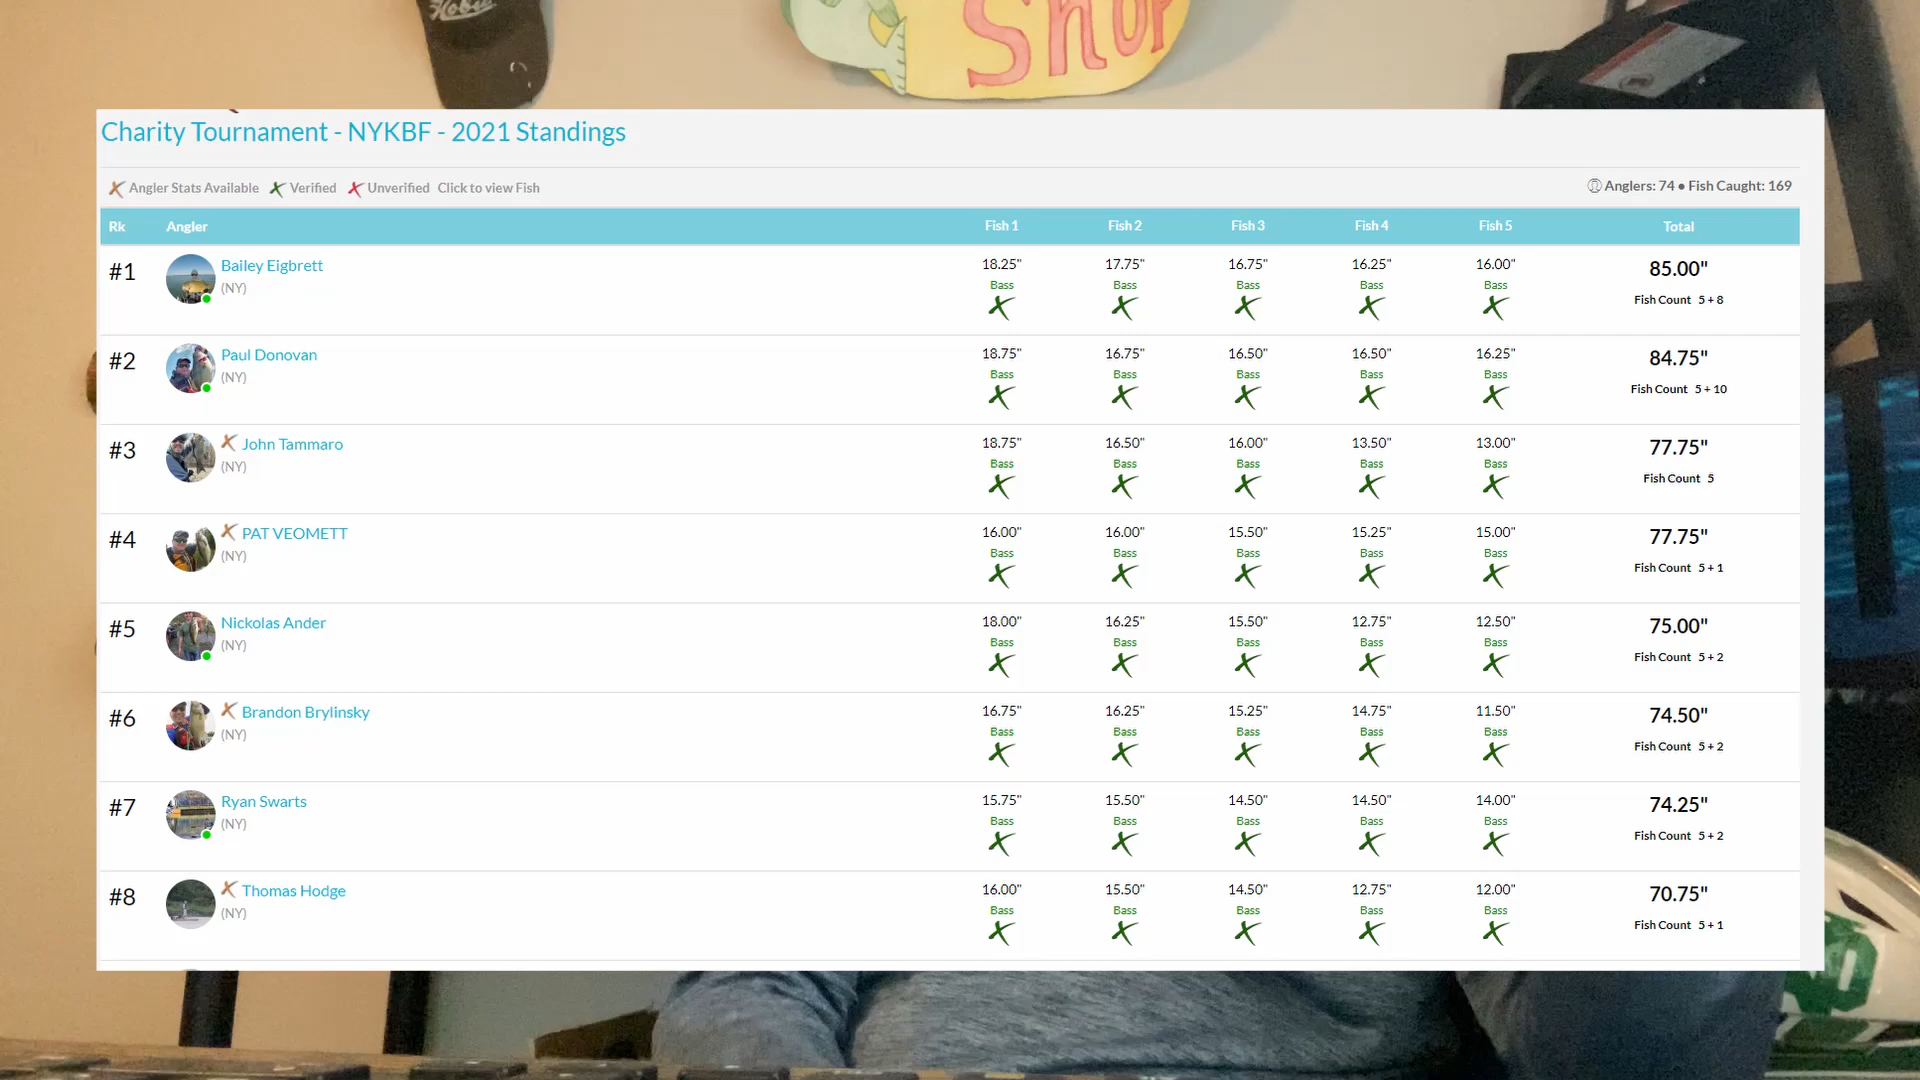 Hobie
SHOP
Charity Tournament - NYKBF - 2021 Standings
Angler Stats Available Verified Unverified Click to view Fish
Anglers: 74 • Fish Caught: 169
Rk Angler Fish 1 Fish 2 Fish 3 Fish 4 Fish 5 Total
#1 Bailey Eigbrett 18.25" 17.75" 16.75" 16.25" 16.00" 85.00"
(NY) Bass Bass Bass Bass Bass Fish Count 5 + 8
#2 Paul Donovan 18.75" 16.75" 16.50" 16.50" 16.25" 84.75"
(NY) Bass Bass Bass Bass Bass Fish Count 5 + 10
#3 John Tammaro 18.75" 16.50" 16.00" 13.50" 13.00" 77.75"
(NY) Bass Bass Bass Bass Bass Fish Count 5
#4 PAT VEOMETT 16.00" 16.00" 15.50" 15.25" 15.00" 77.75"
(NY) Bass Bass Bass Bass Bass Fish Count 5 + 1
#5 Nickolas Ander 18.00" 16.25" 15.50" 12.75" 12.50" 75.00"
(NY) Bass Bass Bass Bass Bass Fish Count 5 + 2
#6 Brandon Brylinsky 16.75" 16.25" 15.25" 14.75" 11.50" 74.50"
(NY) Bass Bass Bass Bass Bass Fish Count 5 + 2
#7 Ryan Swarts 15.75" 15.50" 14.50" 14.50" 14.00" 74.25"
(NY) Bass Bass Bass Bass Bass Fish Count 5 + 2
#8 Thomas Hodge 16.00" 15.50" 14.50" 12.75" 12.00" 70.75"
(NY) Bass Bass Bass Bass Bass Fish Count 5 + 1